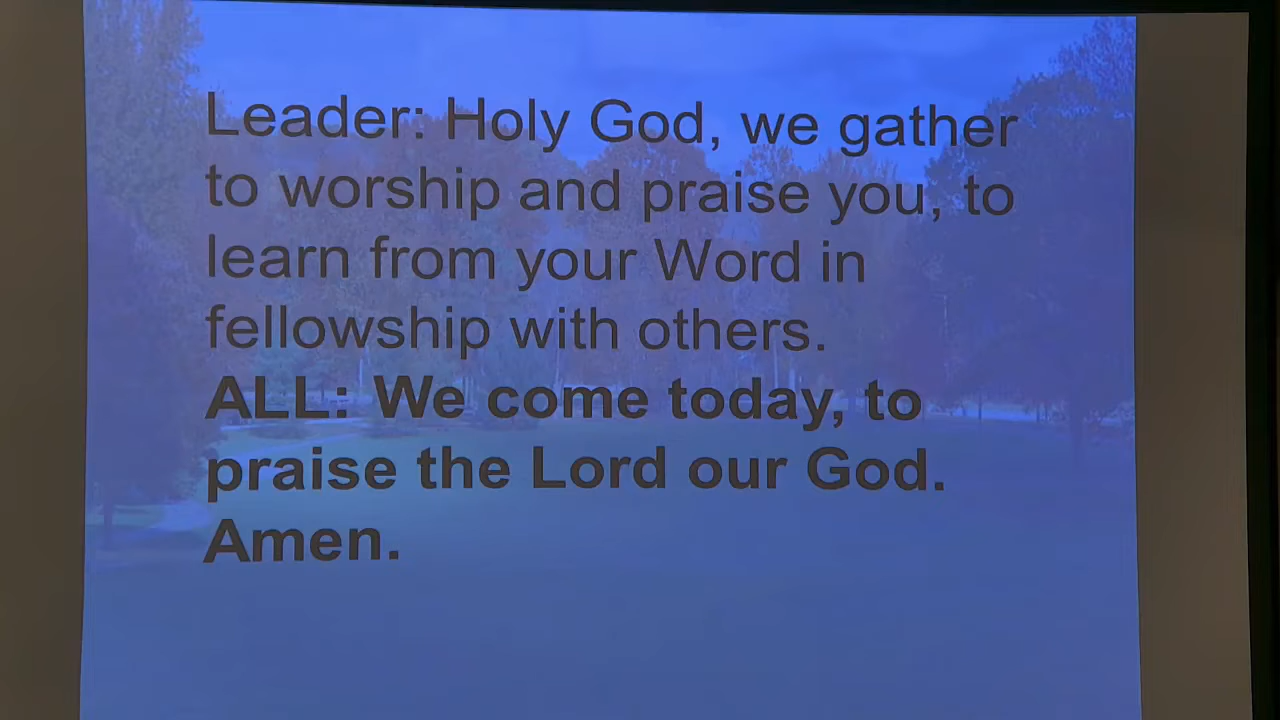 Leader: Holy God, we gather
to worship and praise you, to
learn from your Word in
fellowship with others.
ALL: We come today, to
praise the Lord our God.
Amen.